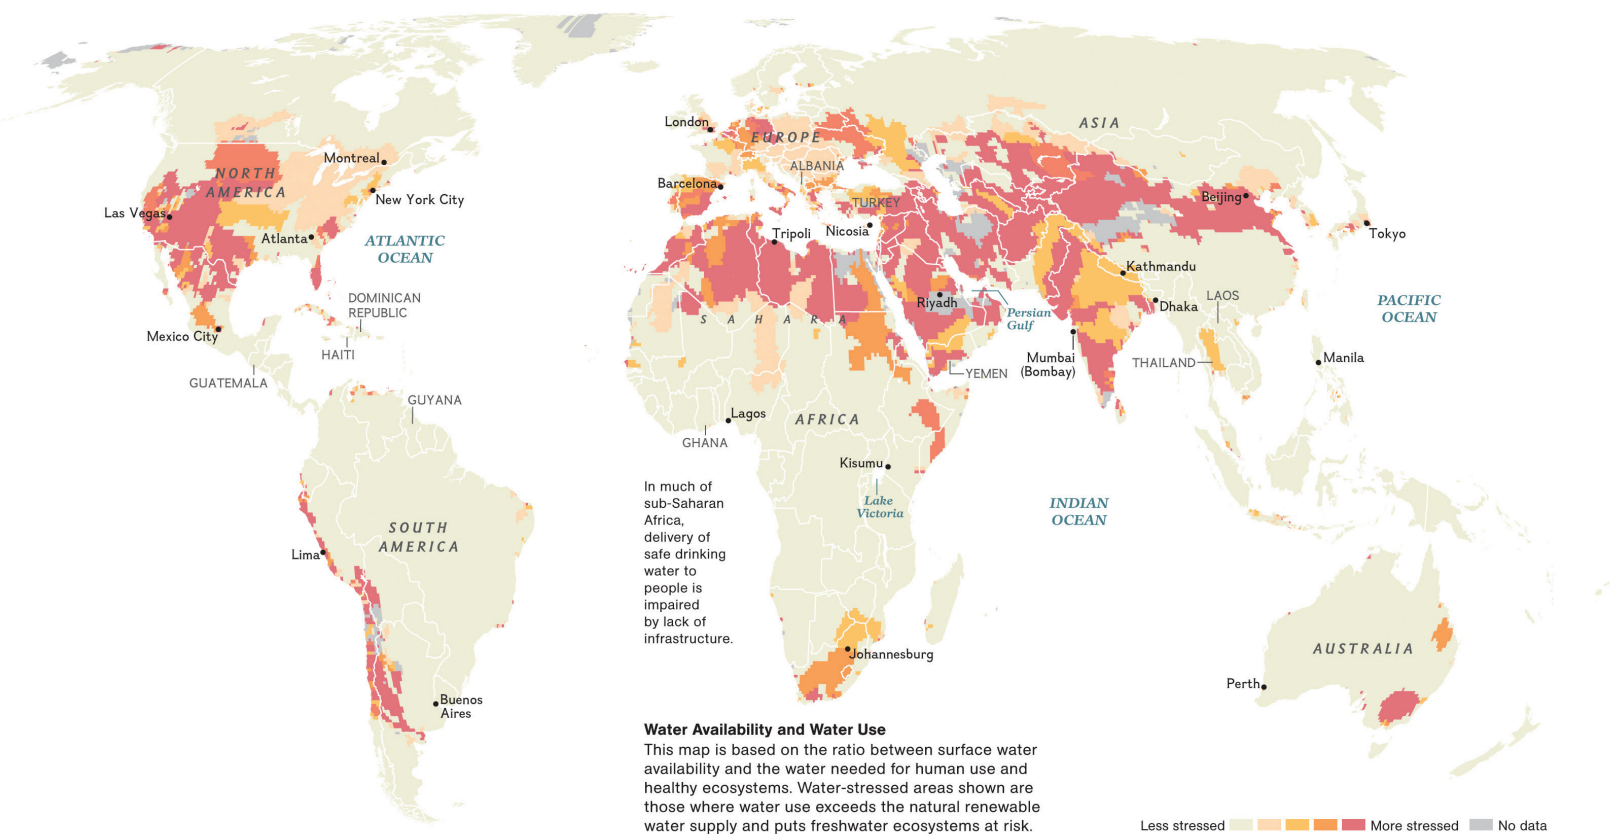 ASIA
London
EUROPE
Montreal
ALBANIA
NORTH
AMERICA
Barcelona
Beijing
New York City
TURKEY
Las Vegas
Tripoli
Nicosia
Tokyo
Atlanta
ATLANTIC
OCEAN
Kathmandu
DOMINICAN
REPUBLIC
Riyadh
LAOS
Dhaka
PACIFIC
OCEAN
SAHARA
Persian
Gulf
Mexico City
HAITI
Mumbai
(Bombay)
THAILAND
Manila
GUATEMALA
YEMEN
GUYANA
Lagos
AFRICA
GHANA
Kisumu
In much of
sub-Saharan
Africa,
delivery of
safe drinking
water to
people is
impaired
by lack of
infrastructure.
Lake
Victoria
INDIAN
OCEAN
SOUTH
AMERICA
Lima
Johannesburg
AUSTRALIA
Perth
Buenos
Aires
Water Availability and Water Use
This map is based on the ratio between surface water
availability and the water needed for human use and
healthy ecosystems. Water-stressed areas shown are
those where water use exceeds the natural renewable
water supply and puts freshwater ecosystems at risk.
Less stressed More stressed No data